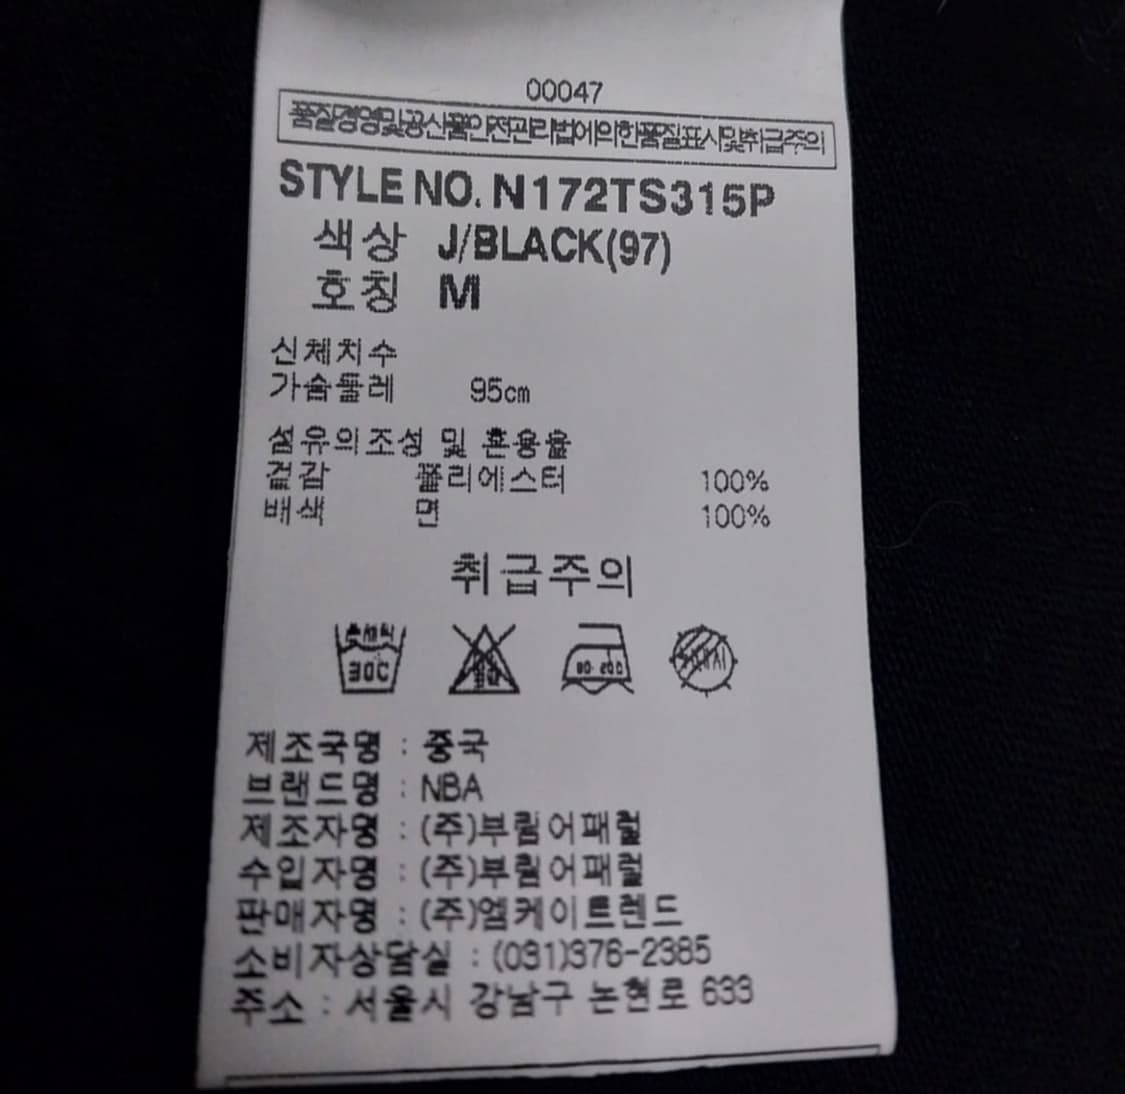 00047
품질경영및공산품안전관리법에의한품질표시및취급주의
STYLE NO. N172TS315P
색상 J/BLACK(97)
호칭 M
신체치수
가슴둘레 95cm
섬유의조성 및 혼용율
겉감 폴리에스터 100%
배색 면 100%
취급주의
손세탁
30C
제조국명 : 중국
브랜드명 : NBA
제조자명 : (주)부림어패럴
수입자명 : (주)부림어패럴
판매자명 : (주)엠케이트렌드
소비자상담실 : (031)376-2385
주소 : 서울시 강남구 논현로 633